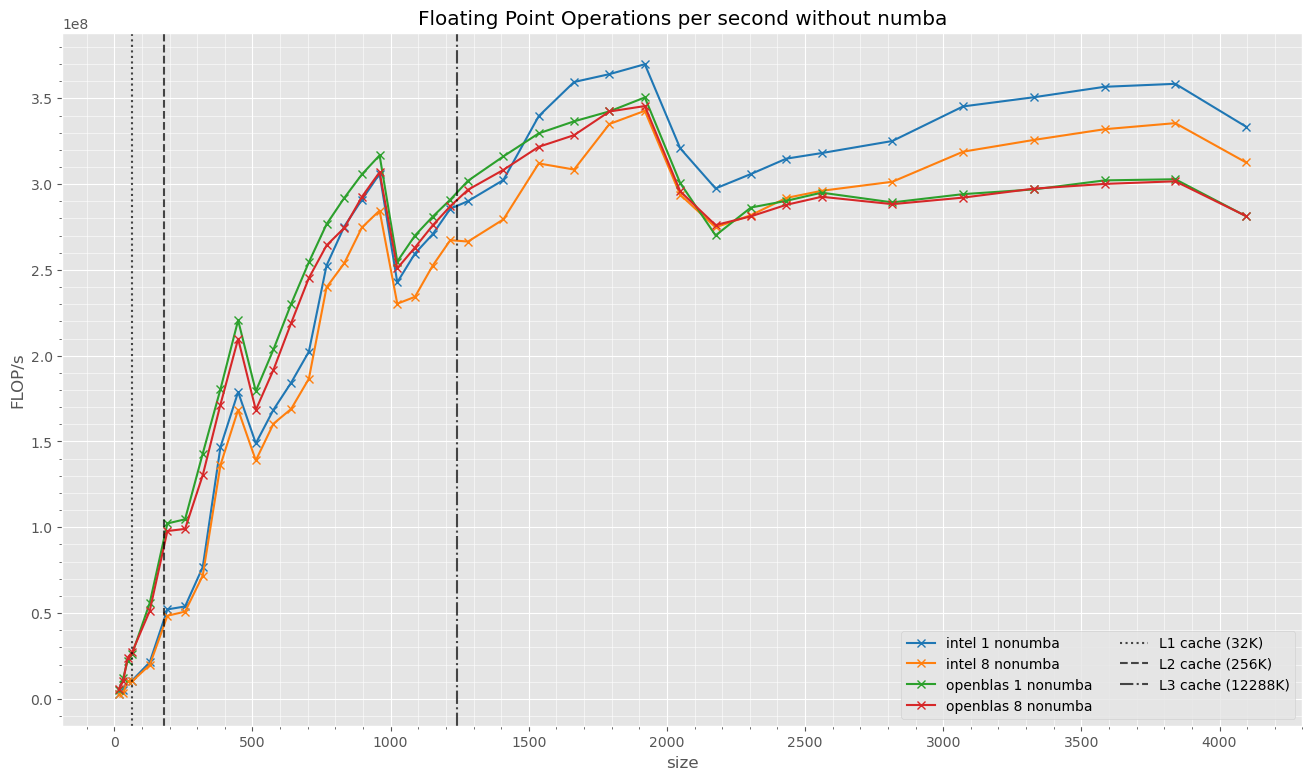 Floating Point Operations per second without numba
1e8
3.5
3.0
2.5
2.0
1.5
1.0
0.5
0.0
FLOP/s
0
500
1000
1500
2000
2500
3000
3500
4000
size
intel 1 nonumba
intel 8 nonumba
openblas 1 nonumba
openblas 8 nonumba
L1 cache (32K)
L2 cache (256K)
L3 cache (12288K)